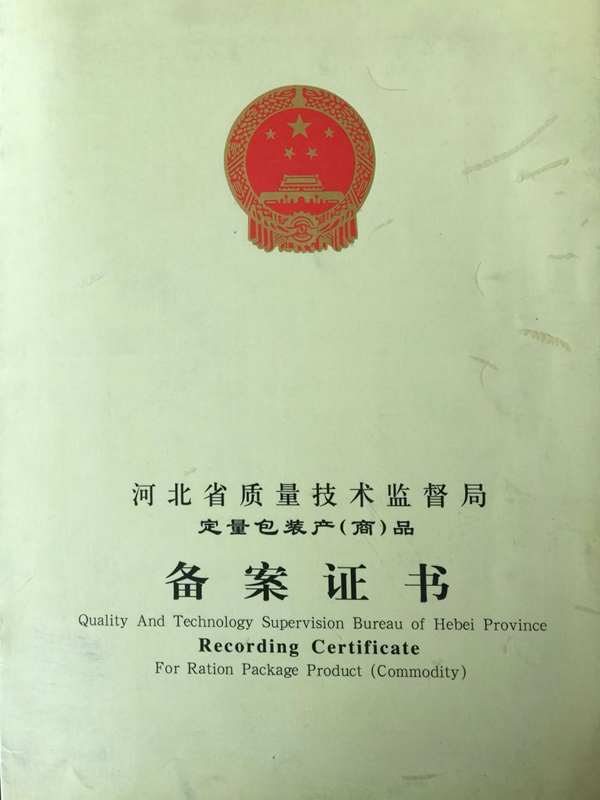 河北省质量技术监督局
定量包装产(商)品
备案证书
Quality And Technology Supervision Bureau of Hebei Province
Recording Certificate
For Ration Package Product (Commodity)